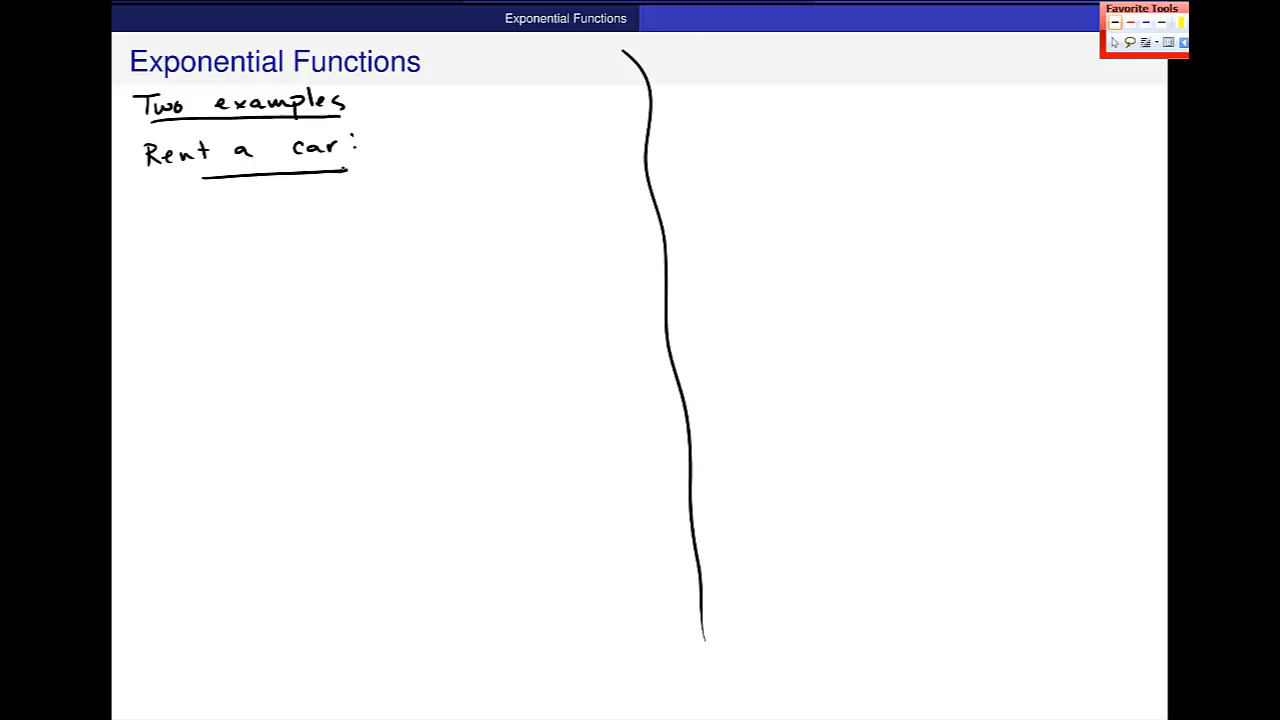 Exponential Functions
Favorite Tools
Exponential Functions
Two examples
Rent a car: